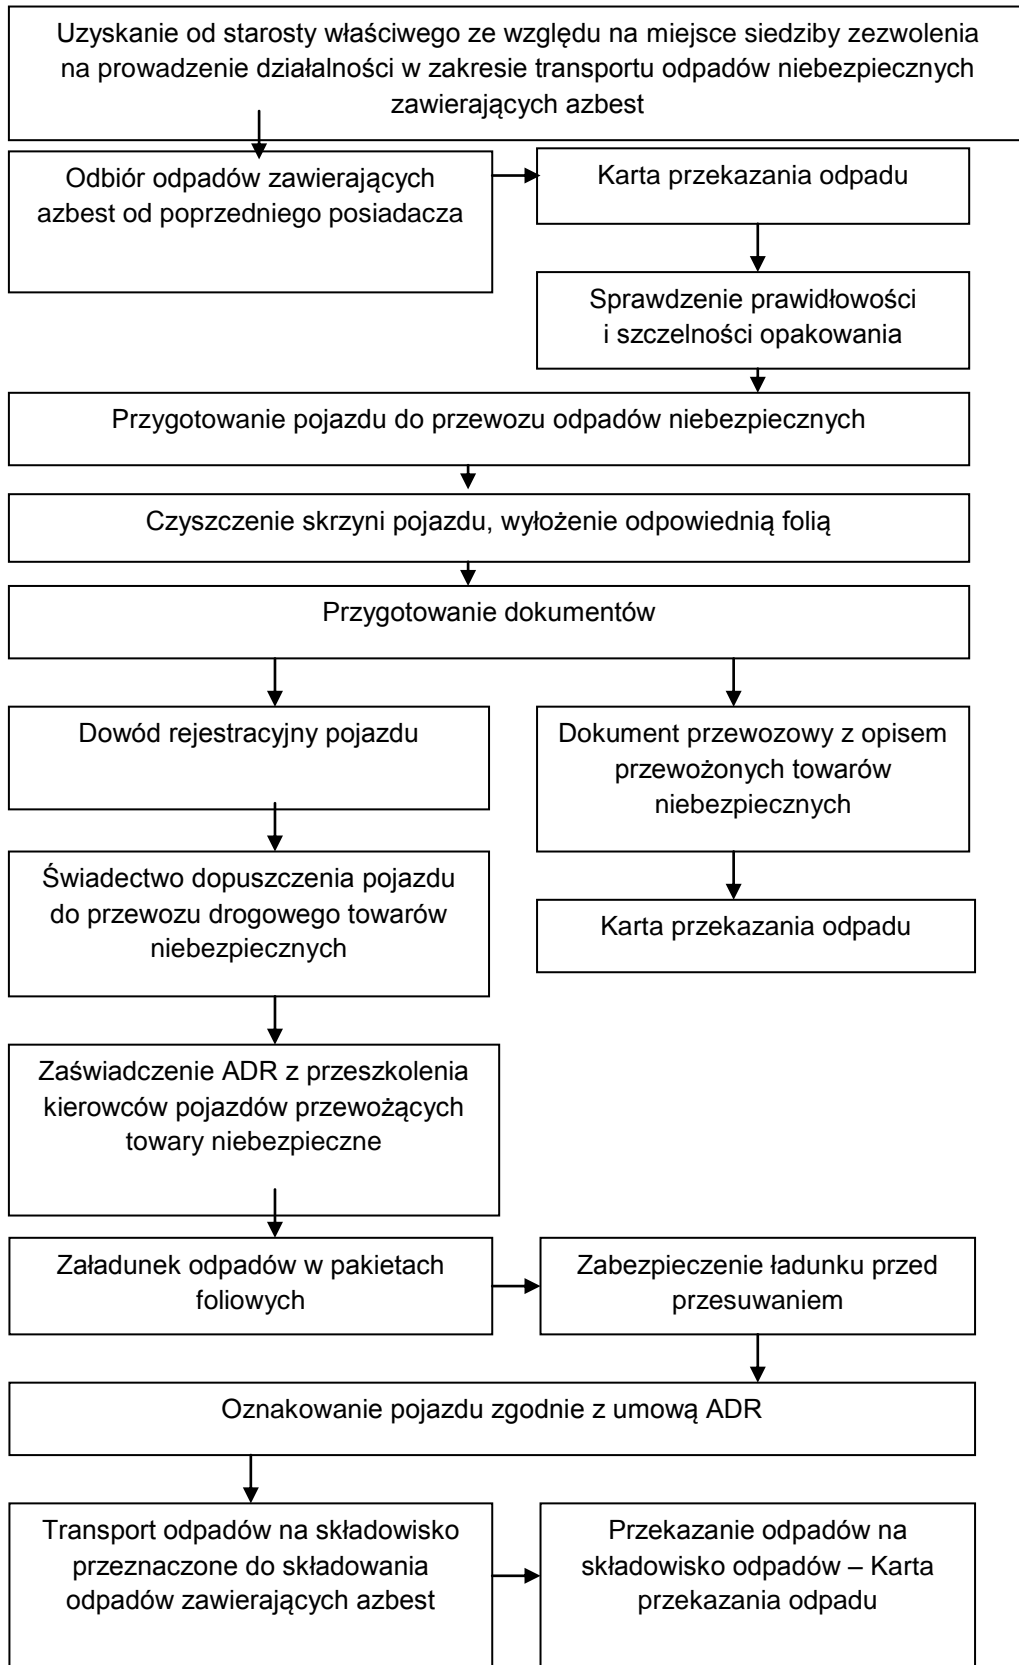 Uzyskanie od starosty właściwego ze względu na miejsce siedziby zezwolenia
na prowadzenie działalności w zakresie transportu odpadów niebezpiecznych
zawierających azbest
Odbiór odpadów zawierających
azbest od poprzedniego posiadacza
Karta przekazania odpadu
Sprawdzenie prawidłowości
i szczelności opakowania
Przygotowanie pojazdu do przewozu odpadów niebezpiecznych
Czyszczenie skrzyni pojazdu, wyłożenie odpowiednią folią
Przygotowanie dokumentów
Dowód rejestracyjny pojazdu
Dokument przewozowy z opisem
przewożonych towarów
niebezpiecznych
Świadectwo dopuszczenia pojazdu
do przewozu drogowego towarów
niebezpiecznych
Karta przekazania odpadu
Zaświadczenie ADR z przeszkolenia
kierowców pojazdów przewożących
towary niebezpieczne
Załadunek odpadów w pakietach
foliowych
Zabezpieczenie ładunku przed
przesuwaniem
Oznakowanie pojazdu zgodnie z umową ADR
Transport odpadów na składowisko
przeznaczone do składowania
odpadów zawierających azbest
Przekazanie odpadów na
składowisko odpadów – Karta
przekazania odpadu